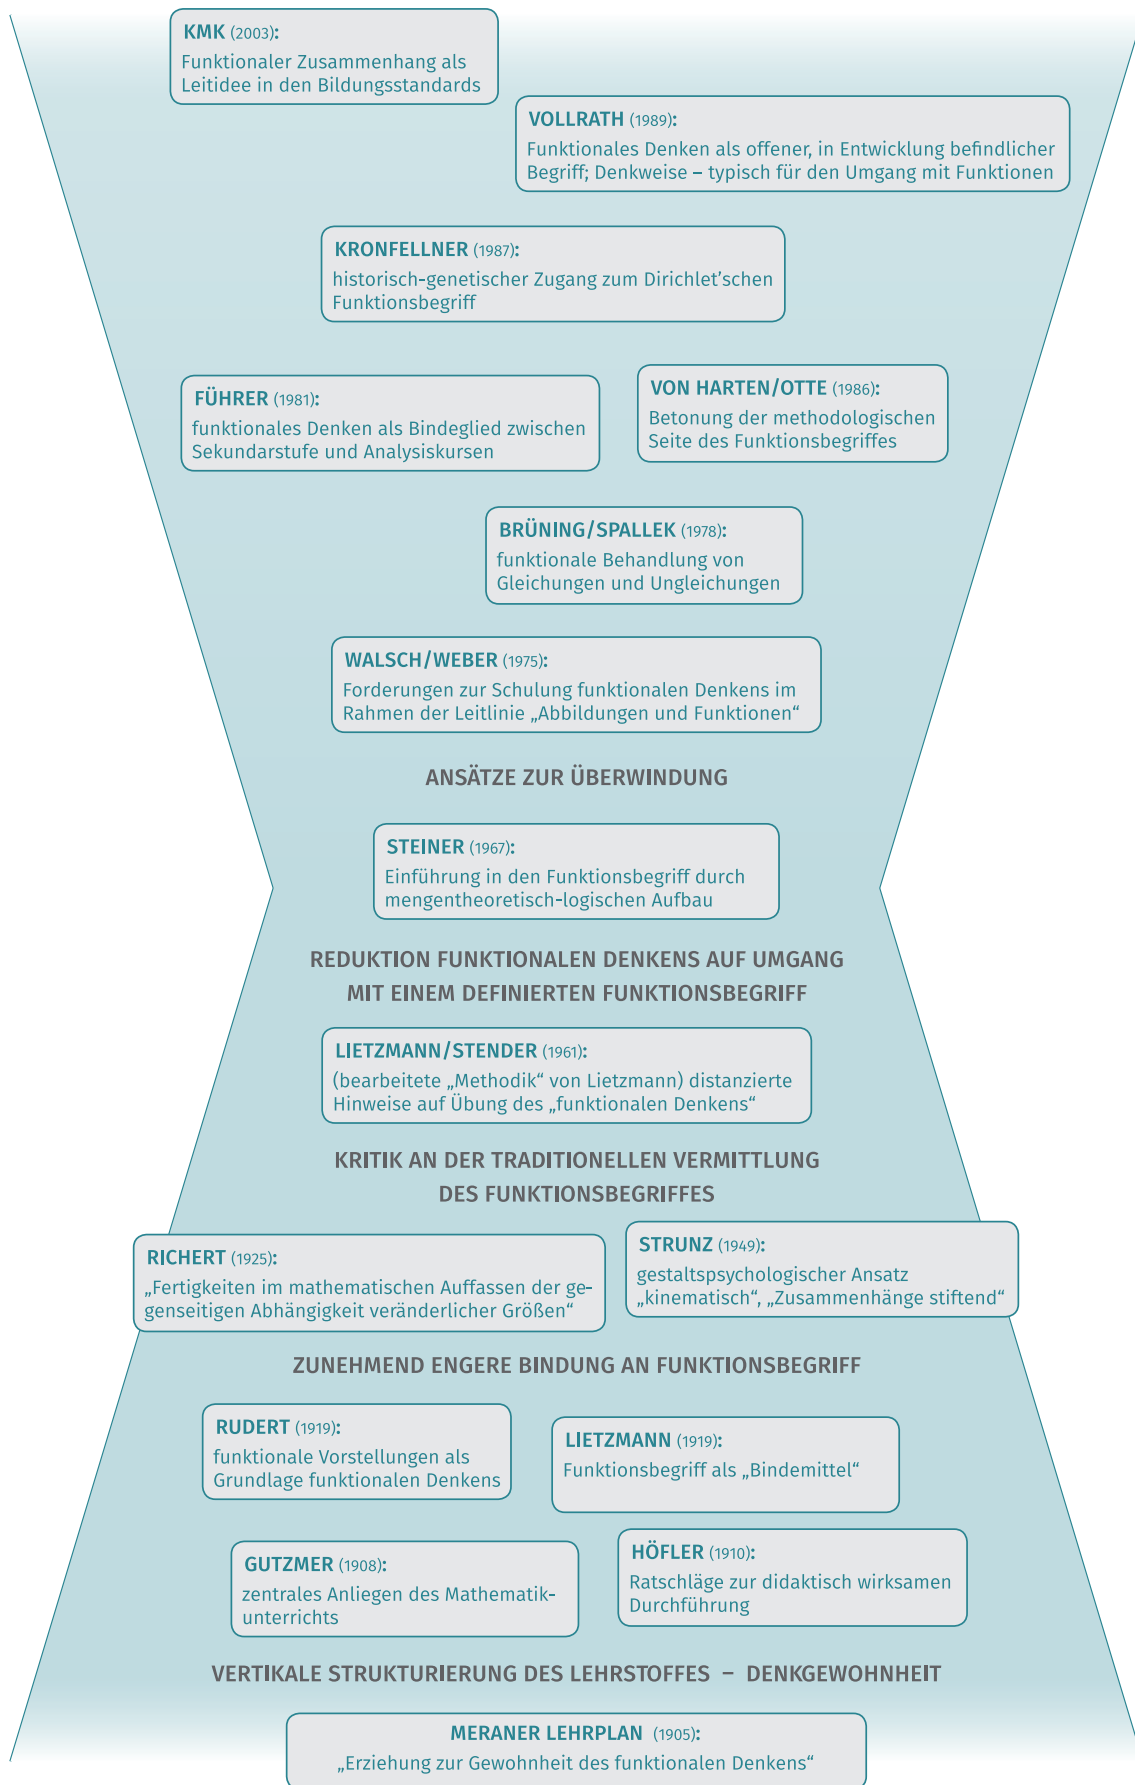 KMK (2003):
Funktionaler Zusammenhang als
Leitidee in den Bildungsstandards
VOLLRATH (1989):
Funktionales Denken als offener, in Entwicklung befindlicher
Begriff; Denkweise – typisch für den Umgang mit Funktionen
KRONFELLNER (1987):
historisch-genetischer Zugang zum Dirichlet’schen
Funktionsbegriff
FÜHRER (1981):
funktionales Denken als Bindeglied zwischen
Sekundarstufe und Analysiskursen
VON HARTEN/OTTE (1986):
Betonung der methodologischen
Seite des Funktionsbegriffes
BRÜNING/SPALLEK (1978):
funktionale Behandlung von
Gleichungen und Ungleichungen
WALSCH/WEBER (1975):
Forderungen zur Schulung funktionalen Denkens im
Rahmen der Leitlinie „Abbildungen und Funktionen“
ANSÄTZE ZUR ÜBERWINDUNG
STEINER (1967):
Einführung in den Funktionsbegriff durch
mengentheoretisch-logischen Aufbau
REDUKTION FUNKTIONALEN DENKENS AUF UMGANG
MIT EINEM DEFINIERTEN FUNKTIONSBEGRIFF
LIETZMANN/STENDER (1961):
(bearbeitete „Methodik“ von Lietzmann) distanzierte
Hinweise auf Übung des „funktionalen Denkens“
KRITIK AN DER TRADITIONELLEN VERMITTLUNG
DES FUNKTIONSBEGRIFFES
RICHERT (1925):
„Fertigkeiten im mathematischen Auffassen der ge-
genseitigen Abhängigkeit veränderlicher Größen“
STRUNZ (1949):
gestaltspsychologischer Ansatz
„kinematisch“, „Zusammenhänge stiftend“
ZUNEHMEND ENGERE BINDUNG AN FUNKTIONSBEGRIFF
RUDERT (1919):
funktionale Vorstellungen als
Grundlage funktionalen Denkens
LIETZMANN (1919):
Funktionsbegriff als „Bindemittel“
GUTZMER (1908):
zentrales Anliegen des Mathematik-
unterrichts
HÖFLER (1910):
Ratschläge zur didaktisch wirksamen
Durchführung
VERTIKALE STRUKTURIERUNG DES LEHRSTOFFES – DENKGEWOHNHEIT
MERANER LEHRPLAN (1905):
„Erziehung zur Gewohnheit des funktionalen Denkens“